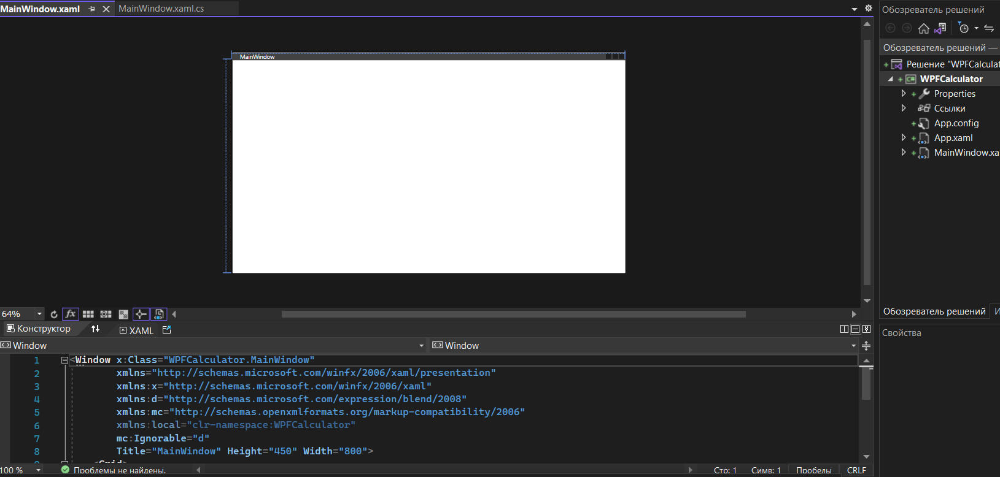 MainWindow.xaml
MainWindow.xaml.cs
MainWindow
64%
Конструктор
XAML
Window
Window
1 <Window x:Class="WPFCalculator.MainWindow"
2 xmlns="http://schemas.microsoft.com/winfx/2006/xaml/presentation"
3 xmlns:x="http://schemas.microsoft.com/winfx/2006/xaml"
4 xmlns:d="http://schemas.microsoft.com/expression/blend/2008"
5 xmlns:mc="http://schemas.openxmlformats.org/markup-compatibility/2006"
6 xmlns:local="clr-namespace:WPFCalculator"
7 mc:Ignorable="d"
8 Title="MainWindow" Height="450" Width="800">
<Grid>
100 %
Проблемы не найдены.
Стр: 1
Симв: 1
Пробелы
CRLF
Обозреватель решений
Обозреватель решений —
Решение "WPFCalculat
WPFCalculator
Properties
Ссылки
App.config
App.xaml
MainWindow.xa
Обозреватель решений
Свойства